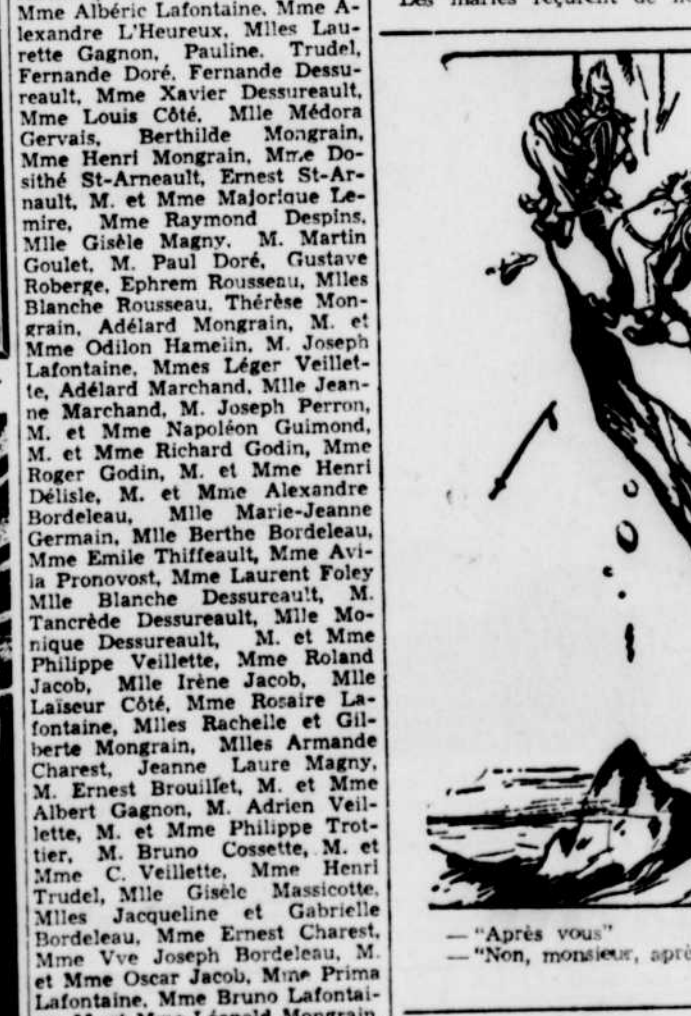 Mme Albéric Lafontaine, Mme A-
lexandre L'Heureux, Mlles Lau-
rette Gagnon, Pauline, Trudel,
Fernande Doré, Fernande Dessu-
reault, Mme Xavier Dessureault,
Mme Louis Côté, Mlle Médora
Gervais, Berthilde Mongrain,
Mme Henri Mongrain, Mme Do-
sithé St-Arneault, Ernest St-Ar-
nault, M. et Mme Majorique Le-
mire, Mme Raymond Despins,
Mlle Gisèle Magny, M. Martin
Goulet, M. Paul Doré, Gustave
Roberge, Ephrem Rousseau, Mlles
Blanche Rousseau, Thérèse Mon-
grain, Adélard Mongrain, M. et
Mme Odilon Hamelin, M. Joseph
Lafontaine, Mmes Léger Veillet-
te, Adélard Marchand, Mlle Jean-
ne Marchand, M. Joseph Perron,
M. et Mme Napoléon Guimond,
M. et Mme Richard Godin, Mme
Roger Godin, M. et Mme Henri
Délisle, M. et Mme Alexandre
Bordeleau, Mlle Marie-Jeanne
Germain, Mlle Berthe Bordeleau,
Mme Emile Thiffeault, Mme Avi-
la Pronovost, Mme Laurent Foley
Mlle Blanche Dessureault, M.
Tancrède Dessureault, Mlle Mo-
nique Dessureault, M. et Mme
Philippe Veillette, Mme Roland
Jacob, Mlle Irène Jacob, Mlle
Laïseur Côté, Mme Rosaire La-
fontaine, Mlles Rachelle et Gil-
berte Mongrain, Mlles Armande
Charest, Jeanne Laure Magny,
M. Ernest Brouillet, M. et Mme
Albert Gagnon, M. Adrien Veil-
lette, M. et Mme Philippe Trot-
tier, M. Bruno Cossette, M. et
Mme C. Veillette, Mme Henri
Trudel, Mlle Gisèle Massicotte,
Mlles Jacqueline et Gabrielle
Bordeleau, Mme Ernest Charest,
Mme Vve Joseph Bordeleau, M.
et Mme Oscar Jacob, Mme Prima
Lafontaine, Mme Bruno Lafontai-
Mme Léopold Mongrain
— "Après vous"
— "Non, monsieur, aprè